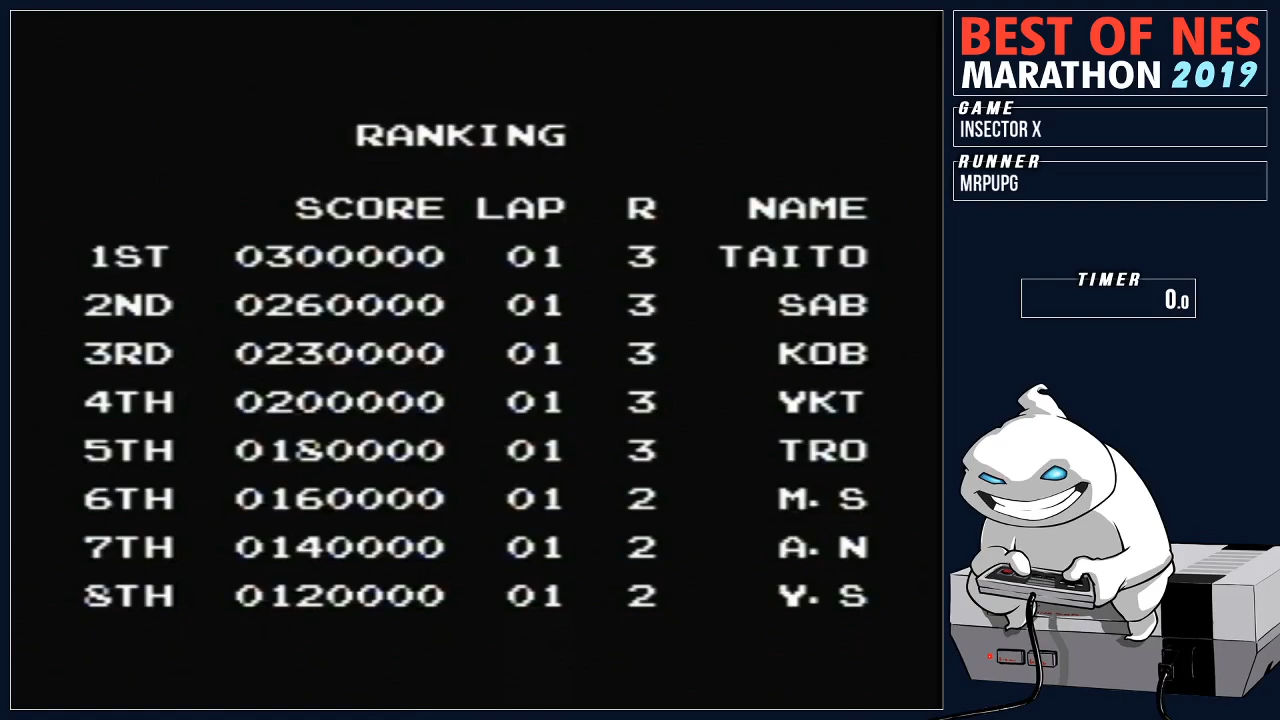 RANKING
SCORE LAP R NAME
1ST 0300000 01 3 TAITO
2ND 0260000 01 3 SAB
3RD 0230000 01 3 KOB
4TH 0200000 01 3 YKT
5TH 0180000 01 3 TRO
6TH 0160000 01 2 M. S
7TH 0140000 01 2 A. N
8TH 0120000 01 2 Y. S
BEST OF NES
MARATHON 2019
GAME
INSECTOR X
RUNNER
MRPUPG
TIMER
0.0